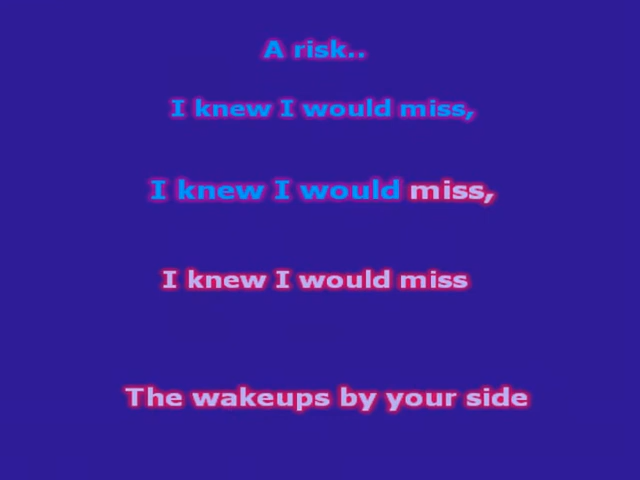 A risk..
I knew I would miss,
I knew I would miss,
I knew I would miss
The wakeups by your side